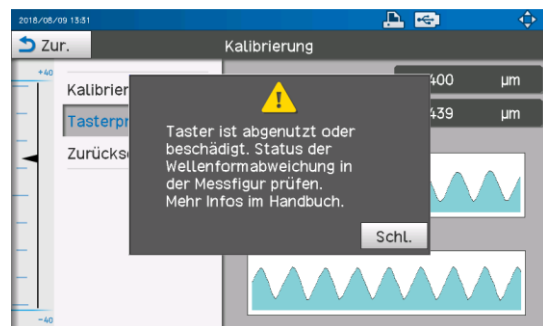 2018/08/09 13:31
Zur.
Kalibrierung
+40
400 µm
Kalibrier
439 µm
Tasterpr
Zurücks
Taster ist abgenutzt oder
beschädigt. Status der
Wellenformabweichung in
der Messfigur prüfen.
Mehr Infos im Handbuch.
Schl.
-40